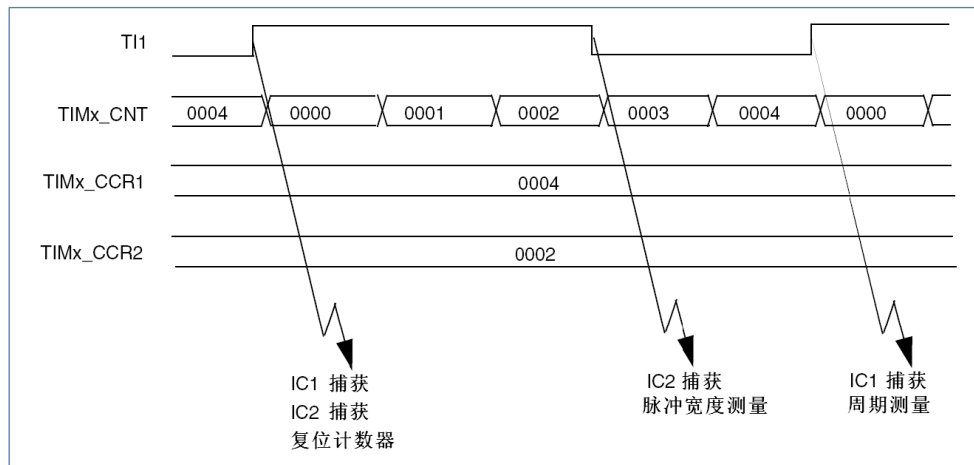 TI1
TIMx_CNT
0004
0000
0001
0002
0003
0004
0000
TIMx_CCR1
0004
TIMx_CCR2
0002
IC1 捕获
IC2 捕获
复位计数器
IC2 捕获
脉冲宽度测量
IC1 捕获
周期测量